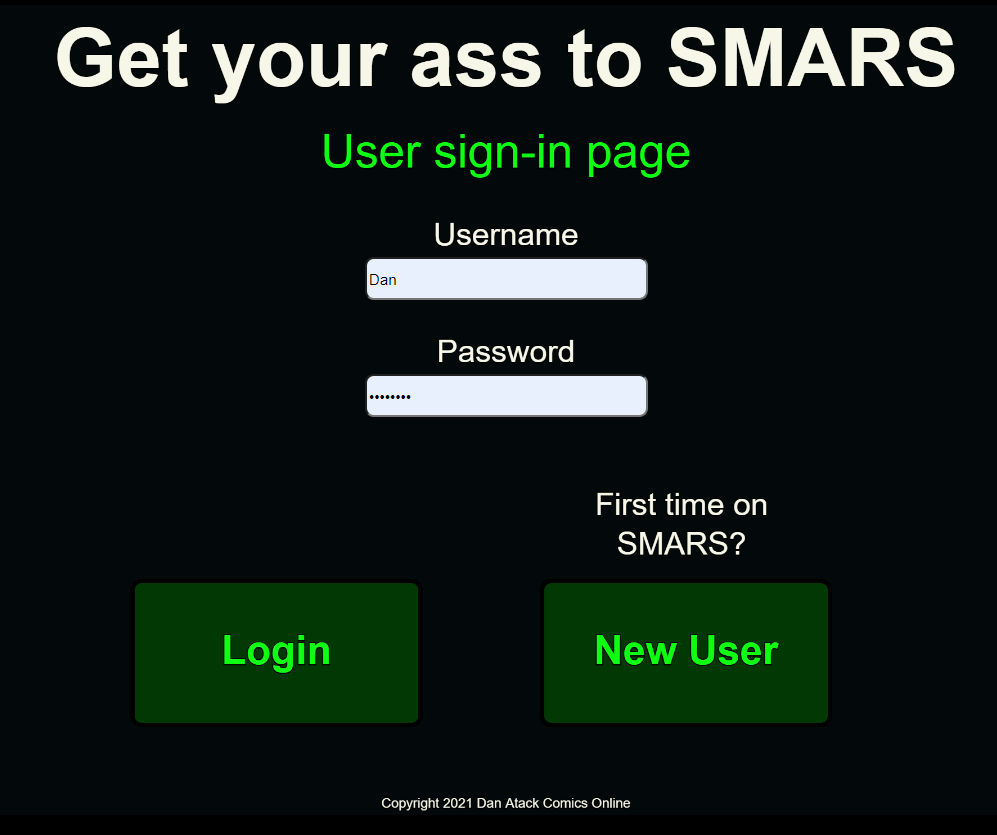 Get your ass to SMARS
User sign-in page
Username
Dan
Password
••••••••
First time on
SMARS?
Login
New User
Copyright 2021 Dan Atack Comics Online